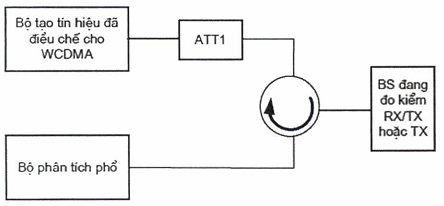 Bộ tạo tín hiệu đã
điều chế cho
WCDMA
ATT1
BS đang
đo kiểm
RX/TX
hoặc TX
Bộ phân tích phổ